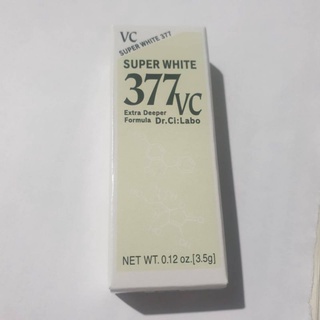 VC
SUPER WHITE 377
SUPER WHITE
377VC
Extra Deeper
Formula Dr.Ci:Labo
NET WT. 0.12 oz.[3.5g]